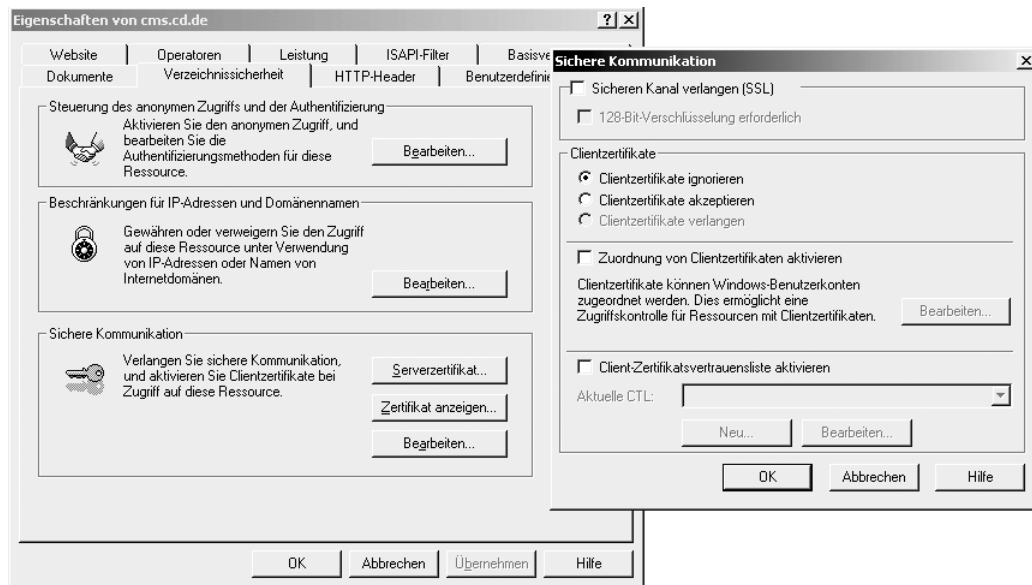 Eigenschaften von cms.cd.de
Website
Operatoren
Leistung
ISAPI-Filter
Dokumente
Verzeichnissicherheit
HTTP-Header
Steuerung des anonymen Zugriffs und der Authentifizierung
Aktivieren Sie den anonymen Zugriff, und
bearbeiten Sie die
Authentifizierungsmethoden für diese
Ressource.
Bearbeiten...
Beschränkungen für IP-Adressen und Domänennamen
Gewähren oder verweigern Sie den Zugriff
auf diese Ressource unter Verwendung
von IP-Adressen oder Namen von
Internetdomänen.
Bearbeiten...
Sichere Kommunikation
Verlangen Sie sichere Kommunikation,
und aktivieren Sie Clientzertifikate bei
Zugriff auf diese Ressource.
Serverzertifikat...
Zertifikat anzeigen...
Bearbeiten...
OK
Abbrechen
Übernehmen
Hilfe
Sichere Kommunikation
Sicheren Kanal verlangen (SSL)
128-Bit-Verschlüsselung erforderlich
Clientzertifikate
Clientzertifikate ignorieren
Clientzertifikate akzeptieren
Clientzertifikate verlangen
Zuordnung von Clientzertifikaten aktivieren
Clientzertifikate können Windows-Benutzerkonten
zugeordnet werden. Dies ermöglicht eine
Zugriffskontrolle für Ressourcen mit Clientzertifikaten.
Bearbeiten...
Client-Zertifikatsvertrauensliste aktivieren
Aktuelle CTL:
Neu...
Bearbeiten...
OK
Abbrechen
Hilfe